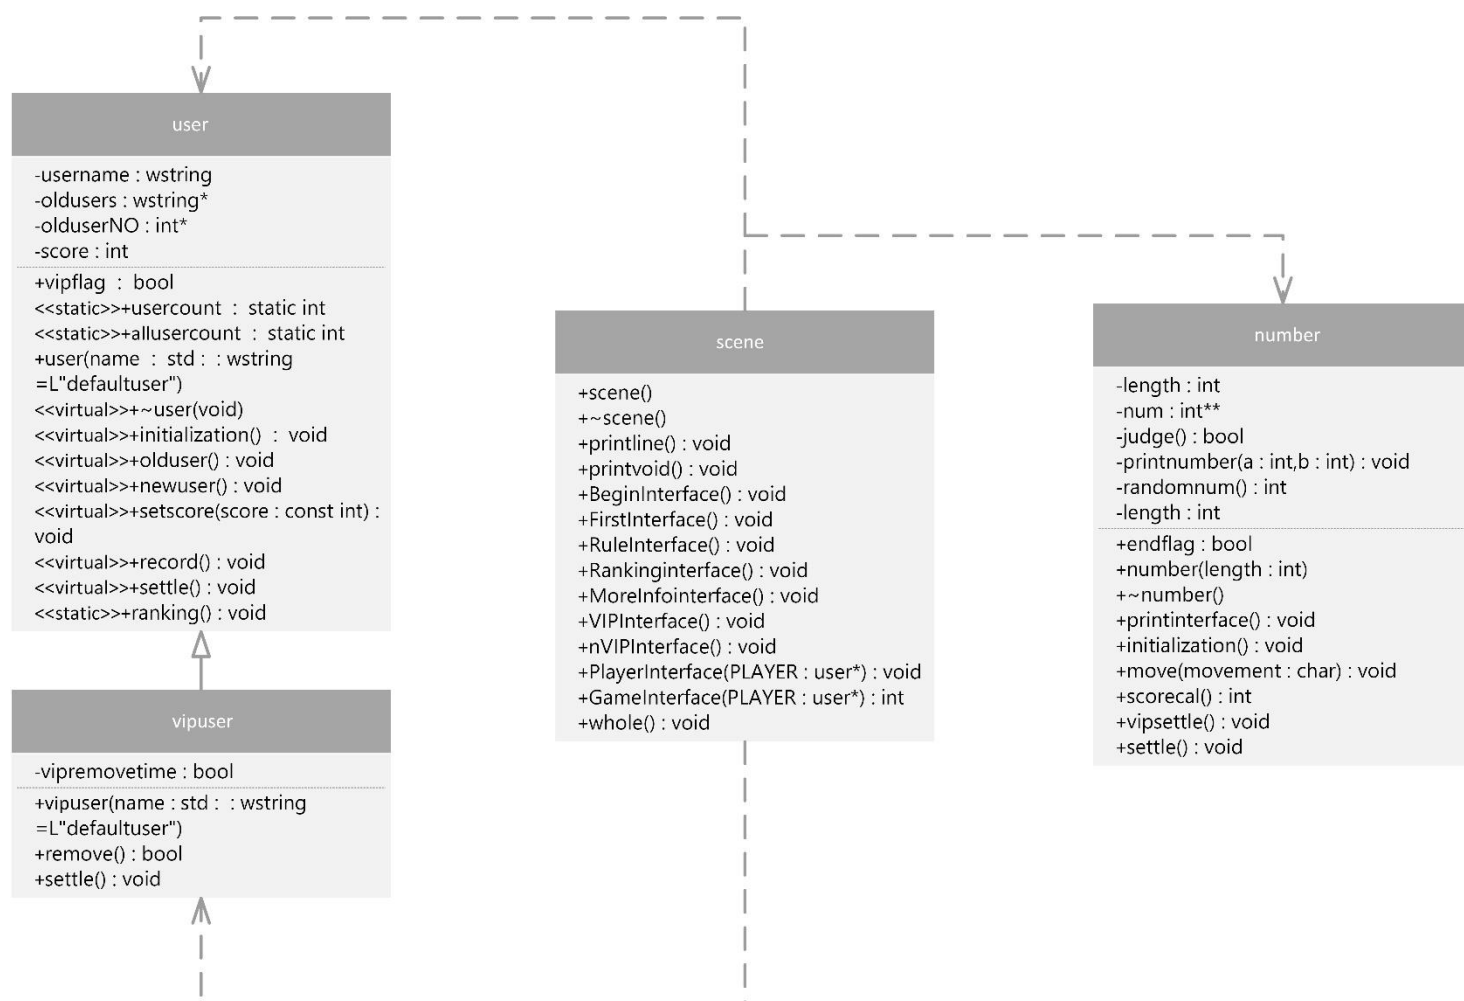 user
-username : wstring
-oldusers : wstring*
-olduserNO : int*
-score : int
+vipflag : bool
<<static>>+usercount : static int
<<static>>+allusercount : static int
+user(name : std: : wstring
=L"defaultuser")
<<virtual>>+~user(void)
<<virtual>>+initialization() : void
<<virtual>>+olduser() : void
<<virtual>>+newuser() : void
<<virtual>>+setscore(score : const int) :
void
<<virtual>>+record() : void
<<virtual>>+settle() : void
<<static>>+ranking() : void
vipuser
-vipremovetime : bool
+vipuser(name : std: : wstring
=L"defaultuser")
+remove() : bool
+settle() : void
scene
+scene()
+~scene()
+printline() : void
+printvoid() : void
+BeginInterface() : void
+FirstInterface() : void
+RuleInterface() : void
+Rankinginterface() : void
+MoreInfointerface() : void
+VIPInterface() : void
+nVIPInterface() : void
+PlayerInterface(PLAYER : user*) : void
+GameInterface(PLAYER : user*) : int
+whole() : void
number
-length : int
-num : int**
-judge() : bool
-printnumber(a : int,b : int) : void
-randomnum() : int
-length : int
+endflag : bool
+number(length : int)
+~number()
+printinterface() : void
+initialization() : void
+move(movement : char) : void
+scorecal() : int
+vipsettle() : void
+settle() : void